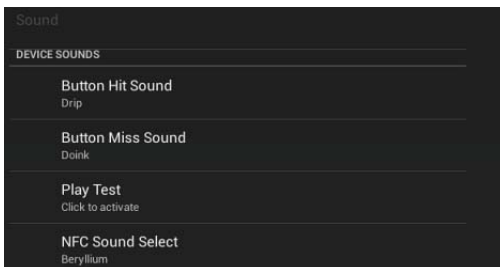 Sound
DEVICE SOUNDS
Button Hit Sound
Drip
Button Miss Sound
Doink
Play Test
Click to activate
NFC Sound Select
Beryllium